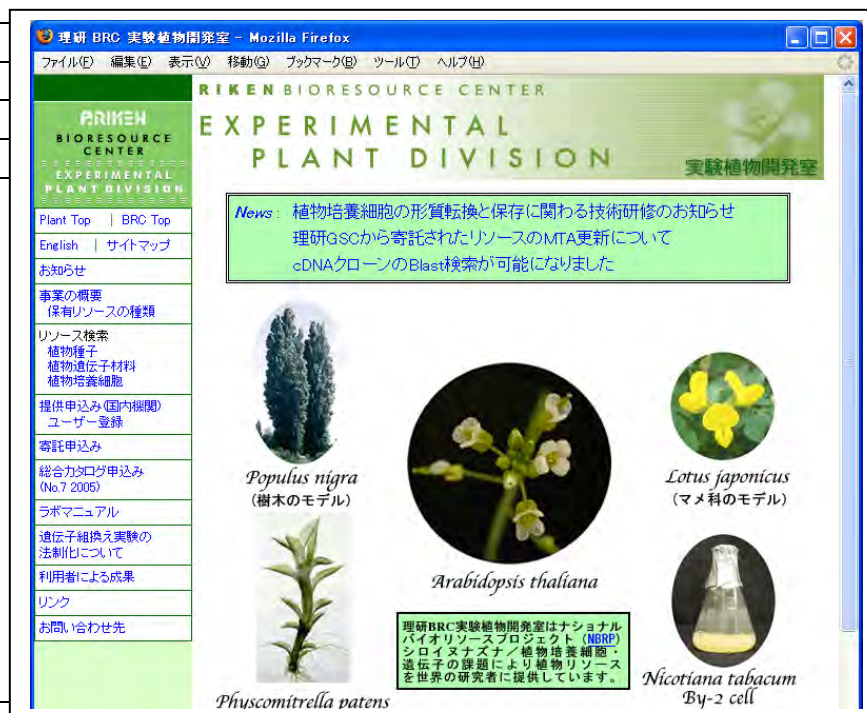 理研 BRC 実験植物開発室 - Mozilla Firefox
ファイル(F) 編集(E) 表示(V) 移動(G) ブックマーク(B) ツール(T) ヘルプ(H)
RIKEN BIORESOURCE CENTER
EXPERIMENTAL
PLANT DIVISION
実験植物開発室
RIKEN
BIORESOURCE
CENTER
EXPERIMENTAL
PLANT DIVISION
Plant Top | BRC Top
English | サイトマップ
お知らせ
事業の概要
保有リソースの種類
リソース検索
植物種子
植物遺伝子材料
植物培養細胞
提供申込み(国内機関)
ユーザー登録
寄託申込み
総合カタログ申込み
(No.7 2005)
ラボマニュアル
遺伝子組換え実験の
法制化について
利用者による成果
リンク
お問い合わせ先
News : 植物培養細胞の形質転換と保存に関わる技術研修のお知らせ
理研GSCから寄託されたリソースのMTA更新について
cDNAクローンのBlast検索が可能になりました
Populus nigra
(樹木のモデル)
Lotus japonicus
(マメ科のモデル)
Arabidopsis thaliana
理研BRC実験植物開発室はナショナル
バイオリソースプロジェクト (NBRP)
シロイヌナズナ／植物培養細胞・
遺伝子の課題により植物リソース
を世界の研究者に提供しています。
Physcomitrella patens
Nicotiana tabacum
By-2 cell